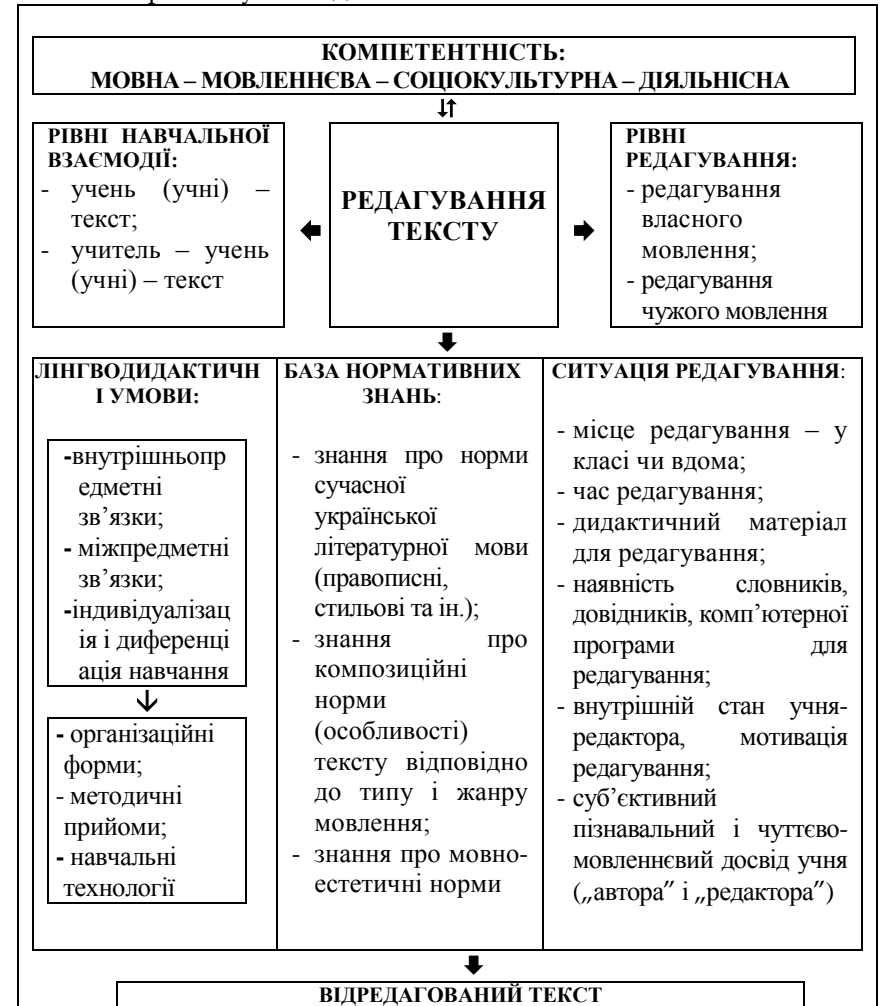 КОМПЕТЕНТНІСТЬ:
МОВНА – МОВЛЕННЄВА – СОЦІОКУЛЬТУРНА – ДІЯЛЬНІСНА
РІВНІ НАВЧАЛЬНОЇ
ВЗАЄМОДІЇ:
- учень (учні) –
текст;
- учитель – учень
(учні) – текст
РЕДАГУВАННЯ
ТЕКСТУ
РІВНІ
РЕДАГУВАННЯ:
- редагування
власного
мовлення;
- редагування
чужого мовлення
ЛІНГВОДИДАКТИЧН
І УМОВИ:
-внутрішньопр
едметні
зв’язки;
- міжпредметні
зв’язки;
-індивідуалізац
ія і диференці
ація навчання
- організаційні
форми;
- методичні
прийоми;
- навчальні
технології
БАЗА НОРМАТИВНИХ
ЗНАНЬ:
- знання про норми
сучасної
української
літературної мови
(правописні,
стильові та ін.);
- знання про
композиційні
норми
(особливості)
тексту відповідно
до типу і жанру
мовлення;
- знання про мовно-
естетичні норми
СИТУАЦІЯ РЕДАГУВАННЯ:
- місце редагування – у
класі чи вдома;
- час редагування;
- дидактичний матеріал
для редагування;
- наявність словників,
довідників, комп’ютерної
програми для
редагування;
- внутрішній стан учня-
редактора, мотивація
редагування;
- суб’єктивний
пізнавальний і чуттєво-
мовленнєвий досвід учня
(„автора” і „редактора”)
ВІДРЕДАГОВАНИЙ ТЕКСТ